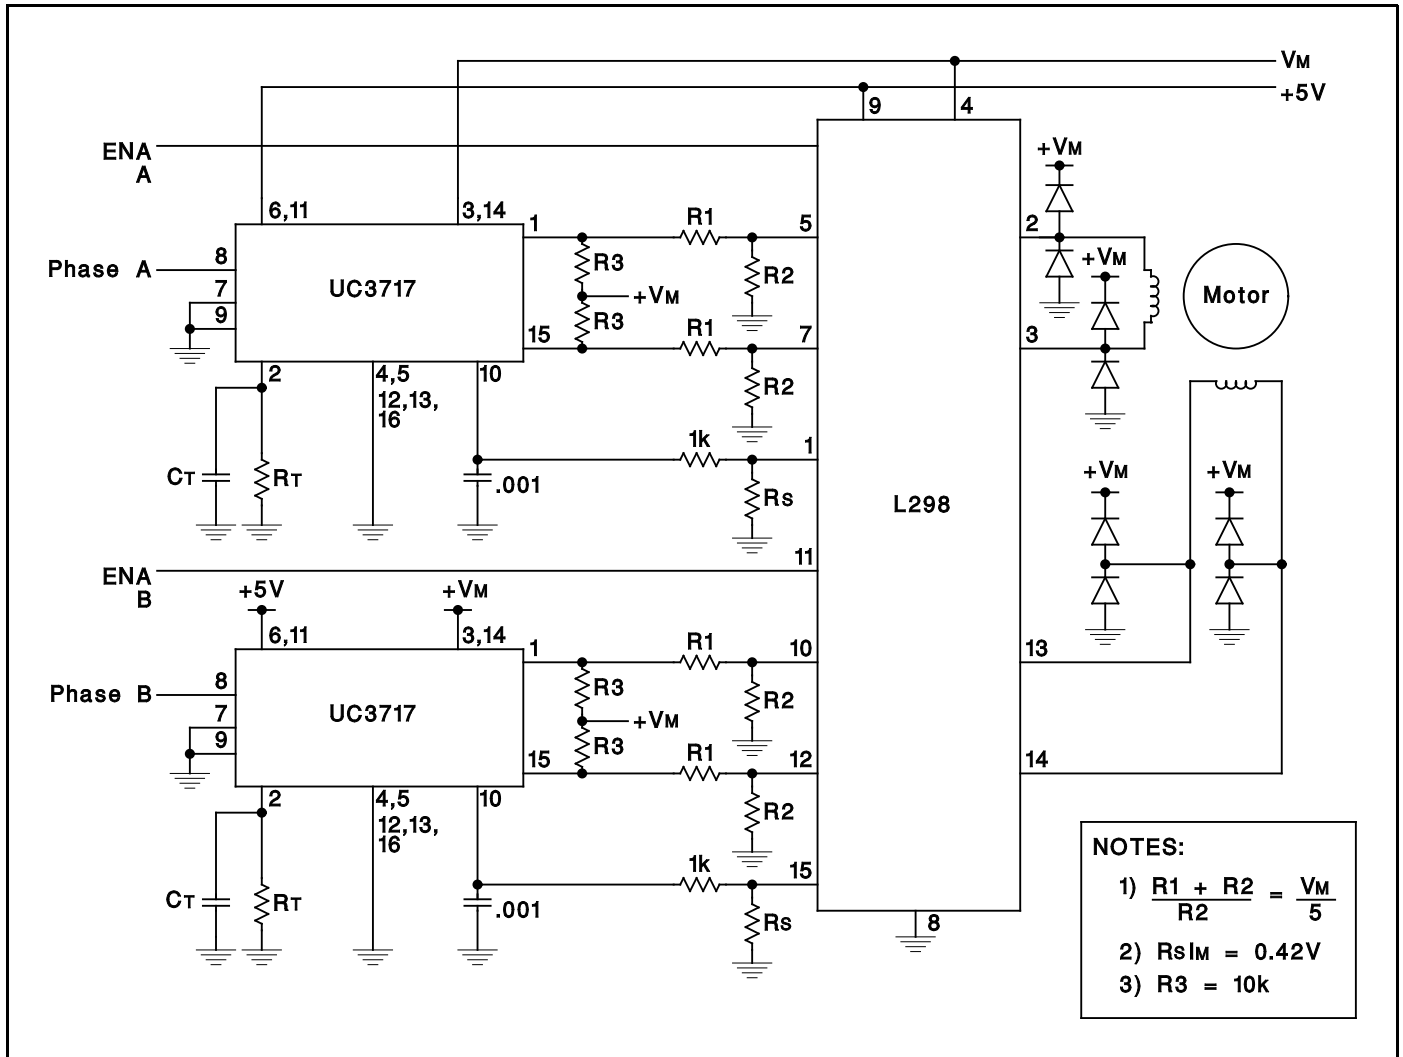 VM
+5V
9
4
ENA
A
+VM
6,11
3,14
1
R1
5
2
R3
R2
+VM
Phase A
8
UC3717
+VM
Motor
7
R3
9
15
R1
7
3
2
4,5
10
R2
12,13,
16
1k
1
CT
RT
.001
Rs
L298
+VM
+VM
11
ENA
B
+5V
+VM
6,11
3,14
1
R1
10
13
Phase B
8
R3
R2
UC3717
+VM
7
9
R3
15
R1
12
14
2
4,5
10
R2
12,13,
16
1k
15
CT
RT
.001
Rs
8
NOTES:
1) R1 + R2 = VM
R2 5
2) RsIM = 0.42V
3) R3 = 10k